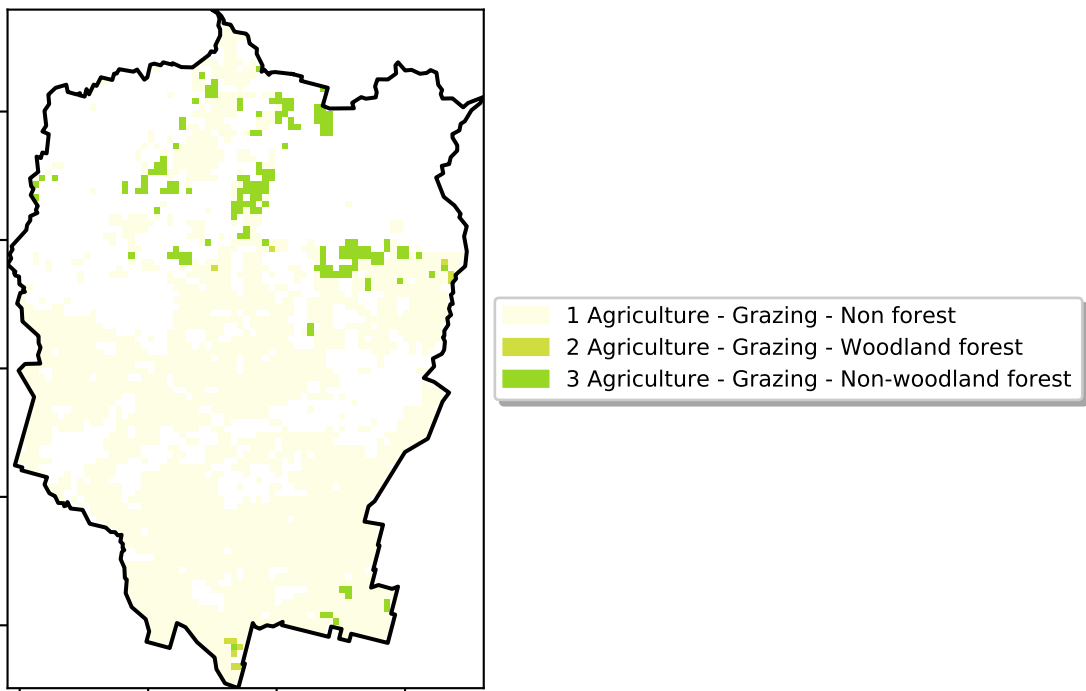 1 Agriculture - Grazing - Non forest
2 Agriculture - Grazing - Woodland forest
3 Agriculture - Grazing - Non-woodland forest